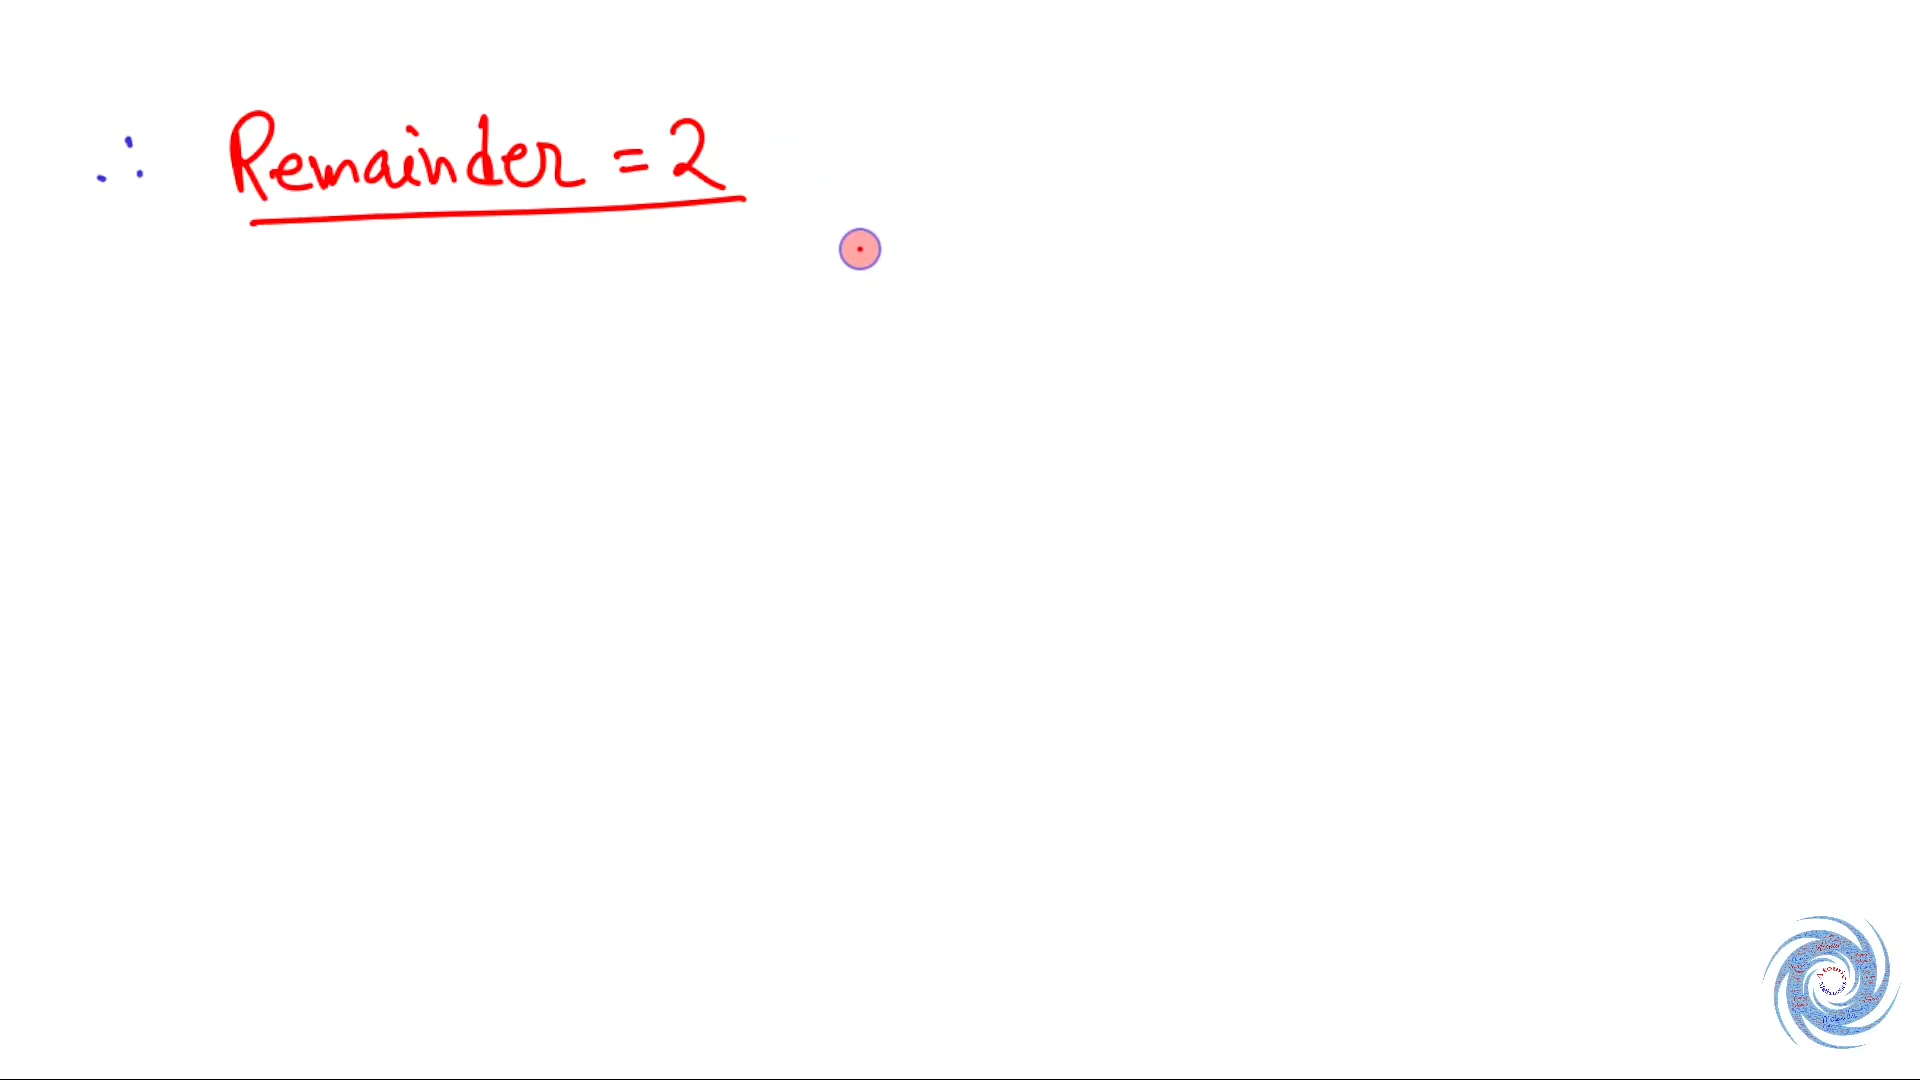 ∴ Remainder = 2